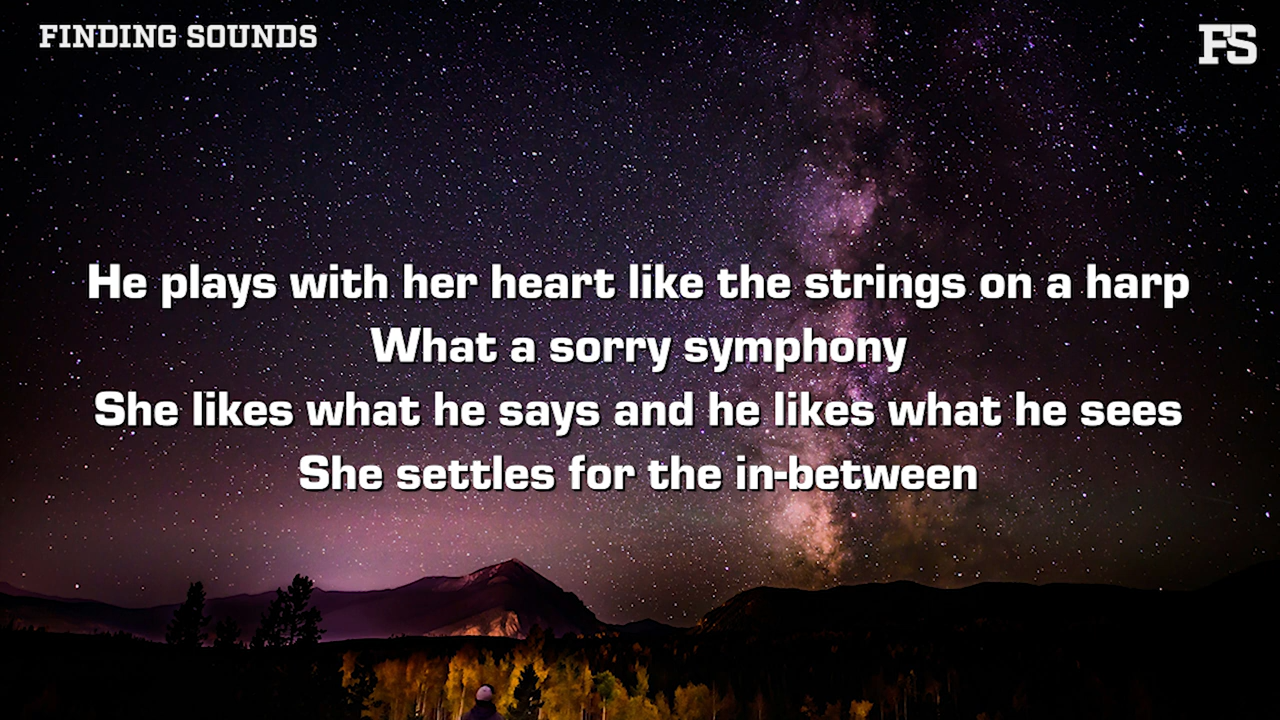 FINDING SOUNDS
FS
He plays with her heart like the strings on a harp
What a sorry symphony
She likes what he says and he likes what he sees
She settles for the in-between